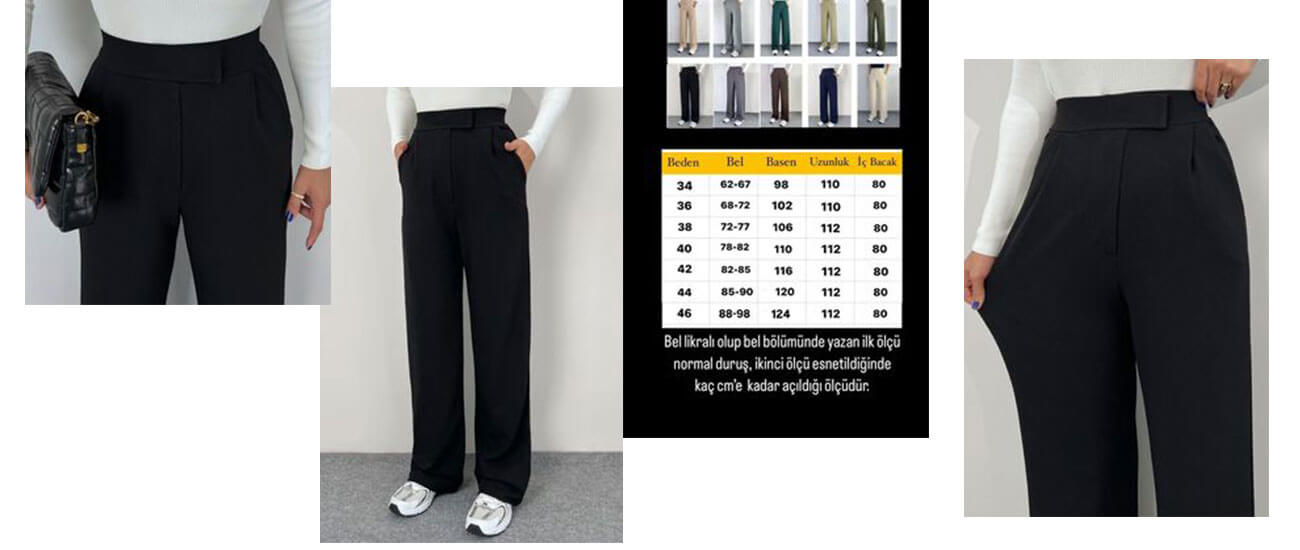 Beden Bel Basen Uzunluk İç Bacak
34 62-67 98 110 80
36 68-72 102 110 80
38 72-77 106 112 80
40 78-82 110 112 80
42 82-85 116 112 80
44 85-90 120 112 80
46 88-98 124 112 80
Bel likralı olup bel bölümünde yazan ilk ölçü
normal duruş, ikinci ölçü esnetildiğinde
kaç cm'e kadar açıldığı ölçüdür.